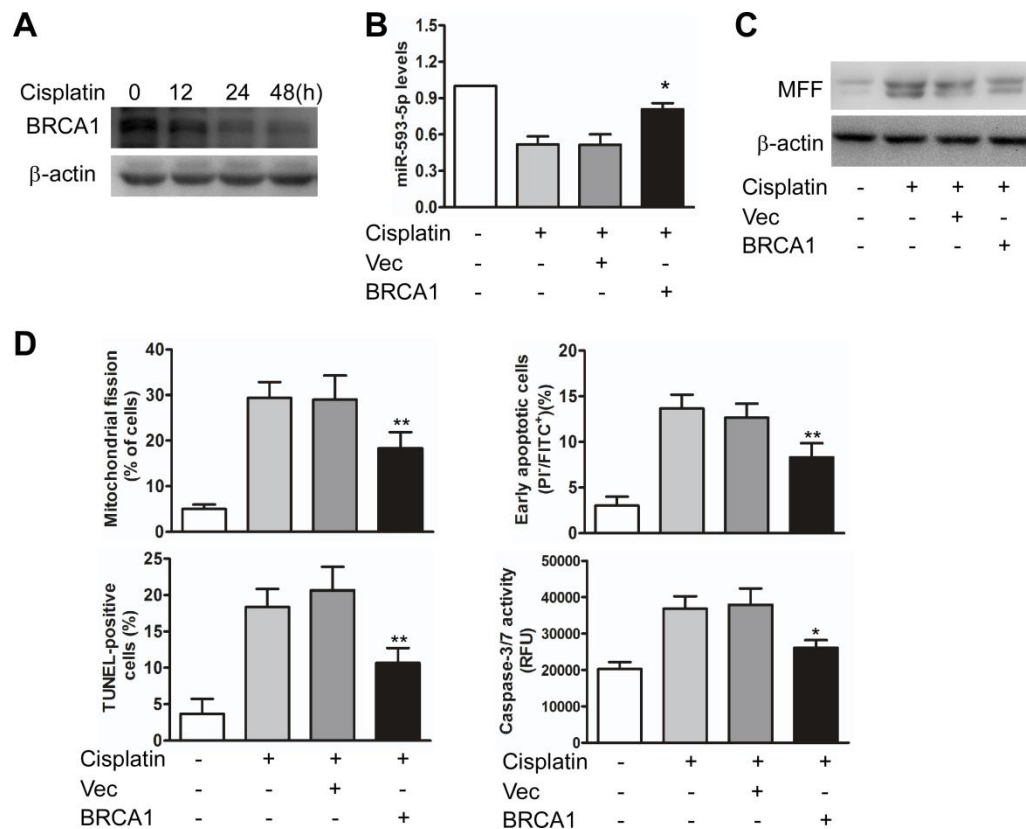 A
Cisplatin 0 12 24 48(h)
BRCA1
β-actin
B
miR-593-5p levels
1.5
1.2
0.9
0.6
0.3
0.0
*
Cisplatin - + + +
Vec - - + -
BRCA1 - - - +
C
MFF
β-actin
Cisplatin - + + +
Vec - - + -
BRCA1 - - - +
D
Mitochondrial fission
(% of cells)
40
30
20
10
0
**
Early apoptotic cells
(PI-/FITC+)(%)
20
15
10
5
0
**
TUNEL-positive
cells (%)
25
20
15
10
5
0
**
Cisplatin - + + +
Vec - - + -
BRCA1 - - - +
Caspase-3/7 activity
(RFU)
50000
40000
30000
20000
10000
0
*
Cisplatin - + + +
Vec - - + -
BRCA1 - - - +